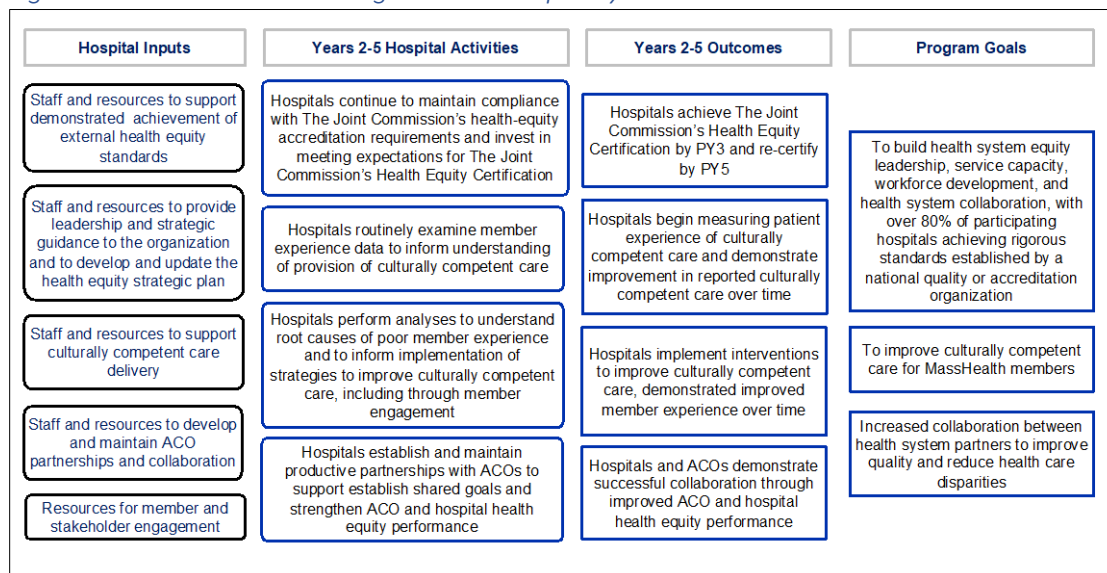 Hospital Inputs
Staff and resources to support
demonstrated achievement of
external health equity
standards
Staff and resources to provide
leadership and strategic
guidance to the organization
and to develop and update the
health equity strategic plan
Staff and resources to support
culturally competent care
delivery
Staff and resources to develop
and maintain ACO
partnerships and collaboration
Resources for member and
stakeholder engagement
Years 2-5 Hospital Activities
Hospitals continue to maintain compliance
with The Joint Commission's health-equity
accreditation requirements and invest in
meeting expectations for The Joint
Commission's Health Equity Certification
Hospitals routinely examine member
experience data to inform understanding
of provision of culturally competent care
Hospitals perform analyses to understand
root causes of poor member experience
and to inform implementation of
strategies to improve culturally competent
care, including through member
engagement
Hospitals establish and maintain
productive partnerships with ACOs to
support establish shared goals and
strengthen ACO and hospital health
equity performance
Years 2-5 Outcomes
Hospitals achieve The Joint
Commission's Health Equity
Certification by PY3 and re-certify
by PY5
Hospitals begin measuring patient
experience of culturally
competent care and demonstrate
improvement in reported culturally
competent care over time
Hospitals implement interventions
to improve culturally competent
care, demonstrated improved
member experience over time
Hospitals and ACOs demonstrate
successful collaboration through
improved ACO and hospital
health equity performance
Program Goals
To build health system equity
leadership, service capacity,
workforce development, and
health system collaboration, with
over 80% of participating
hospitals achieving rigorous
standards established by a
national quality or accreditation
organization
To improve culturally competent
care for MassHealth members
Increased collaboration between
health system partners to improve
quality and reduce health care
disparities